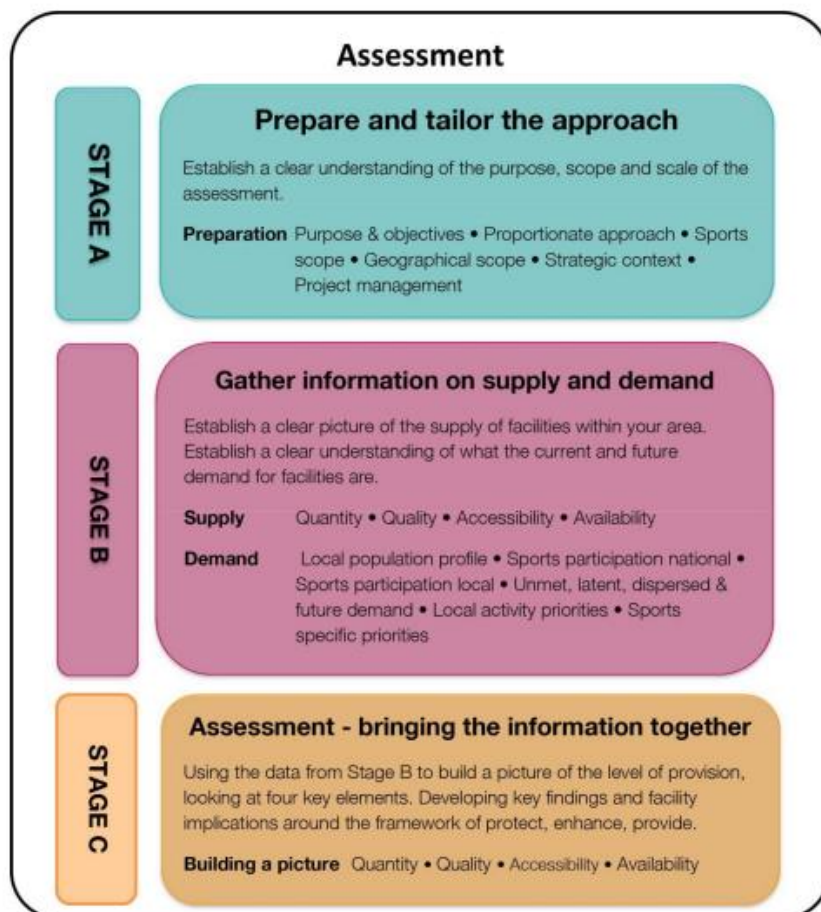 Assessment
STAGE A
Prepare and tailor the approach
Establish a clear understanding of the purpose, scope and scale of the
assessment.
Preparation Purpose & objectives • Proportionate approach • Sports
scope • Geographical scope • Strategic context •
Project management
STAGE B
Gather information on supply and demand
Establish a clear picture of the supply of facilities within your area.
Establish a clear understanding of what the current and future
demand for facilities are.
Supply Quantity • Quality • Accessibility • Availability
Demand Local population profile • Sports participation national •
Sports participation local • Unmet, latent, dispersed &
future demand • Local activity priorities • Sports
specific priorities
STAGE C
Assessment - bringing the information together
Using the data from Stage B to build a picture of the level of provision,
looking at four key elements. Developing key findings and facility
implications around the framework of protect, enhance, provide.
Building a picture Quantity • Quality • Accessibility • Availability